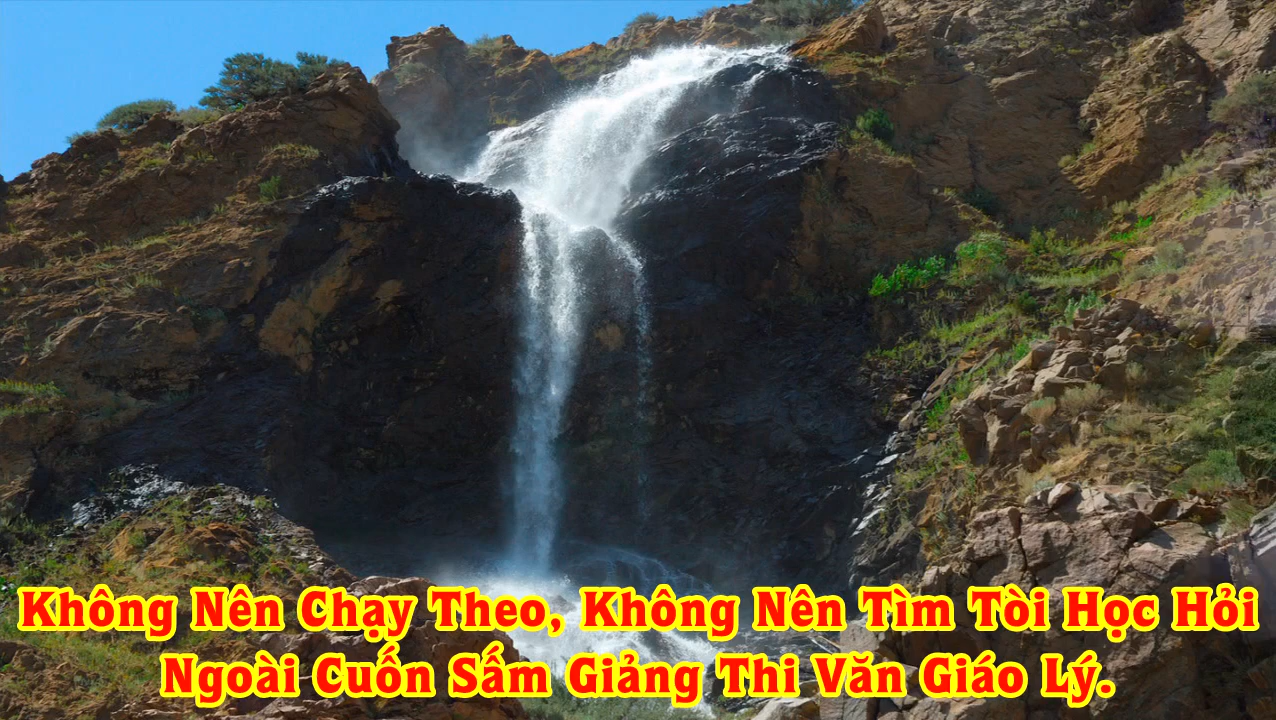 Không Nên Chạy Theo, Không Nên Tìm Tòi Học Hỏi
Ngoài Cuốn Sấm Giảng Thi Văn Giáo Lý.